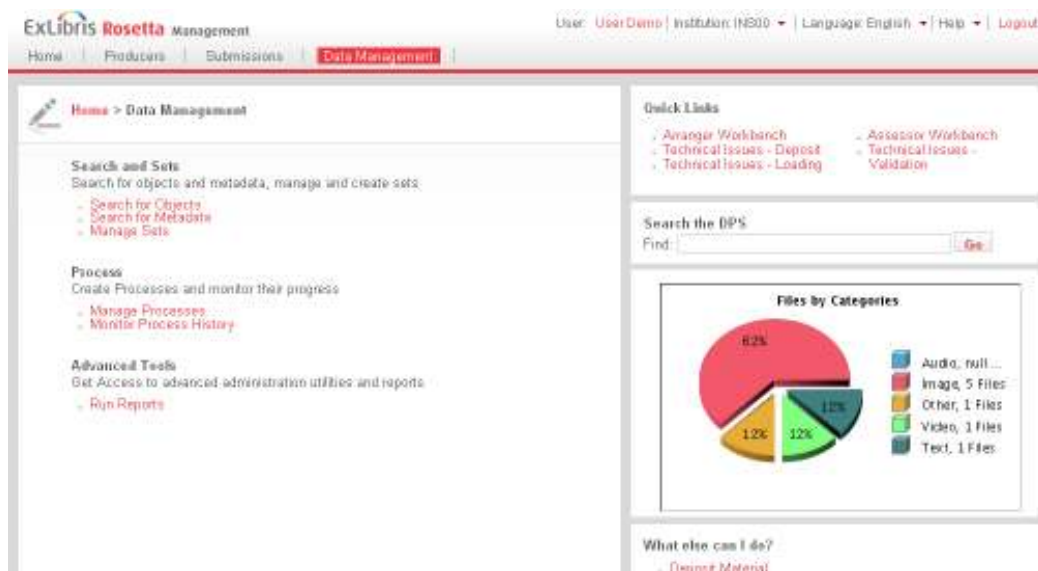 ExLibris Rosetta Management
User: User Demo | Institution: INS00 | Language: English | Help | Logout
Home | Producers | Submissions | Data Management |
Home > Data Management
Search and Sets
Search for objects and metadata, manage and create sets
Search for Objects
Search for Metadata
Manage Sets
Process
Create Processes and monitor their progress
Manage Processes
Monitor Process History
Advanced Tools
Get Access to advanced administration utilities and reports
Run Reports
Quick Links
Arranger Workbench
Technical Issues - Deposit
Technical Issues - Loading
Assessor Workbench
Technical Issues -
Validation
Search the DPS
Find: Go
Files by Categories
62%
12%
12%
12%
Audio, null ...
Image, 5 Files
Other, 1 Files
Video, 1 Files
Text, 1 Files
What else can I do?
Deposit Material